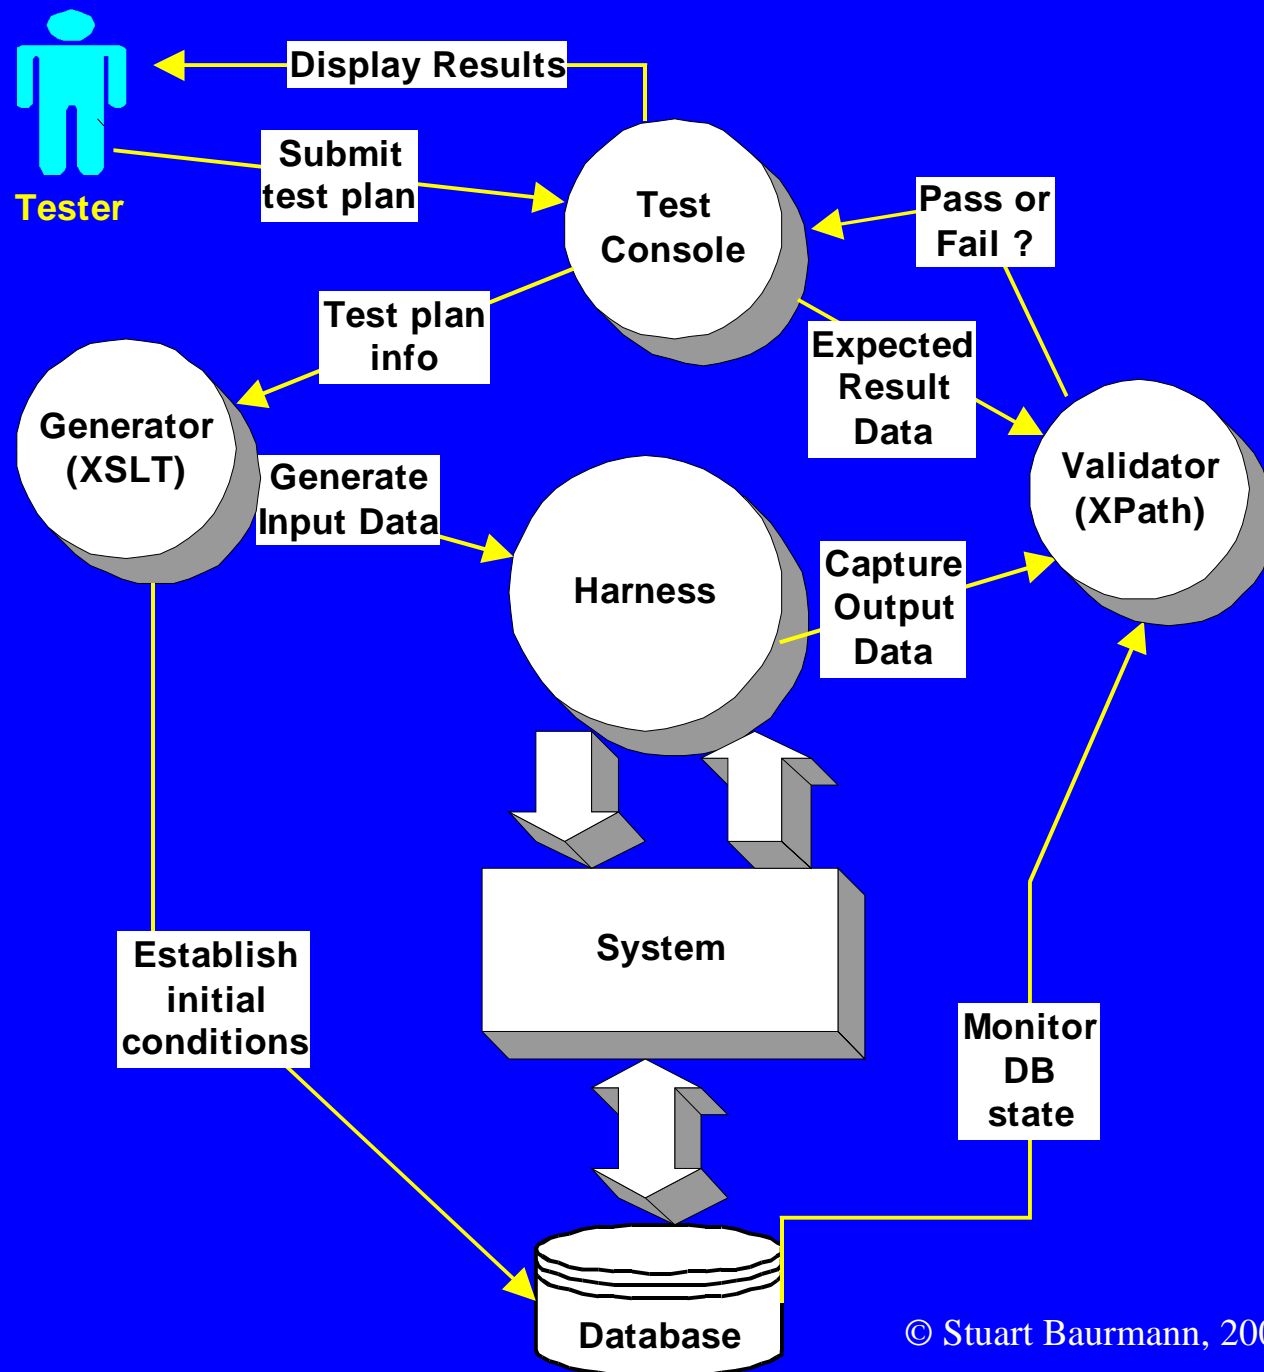 Display Results
Submit
test plan
Tester
Test
Console
Pass or
Fail ?
Test plan
info
Expected
Result
Data
Generator
(XSLT)
Generate
Input Data
Validator
(XPath)
Harness
Capture
Output
Data
System
Establish
initial
conditions
Monitor
DB
state
Database
© Stuart Baurmann, 200